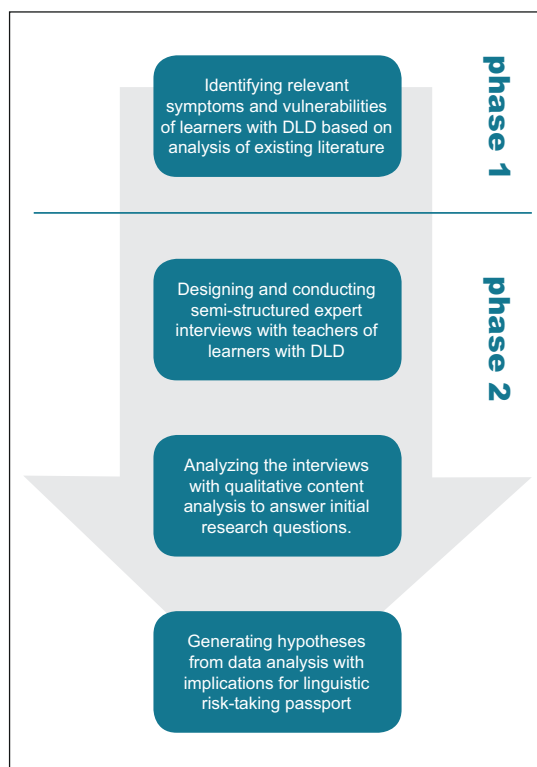 phase 1
Identifying relevant
symptoms and vulnerabilities
of learners with DLD based on
analysis of existing literature
phase 2
Designing and conducting
semi-structured expert
interviews with teachers of
learners with DLD
Analyzing the interviews
with qualitative content
analysis to answer initial
research questions.
Generating hypotheses
from data analysis with
implications for linguistic
risk-taking passport